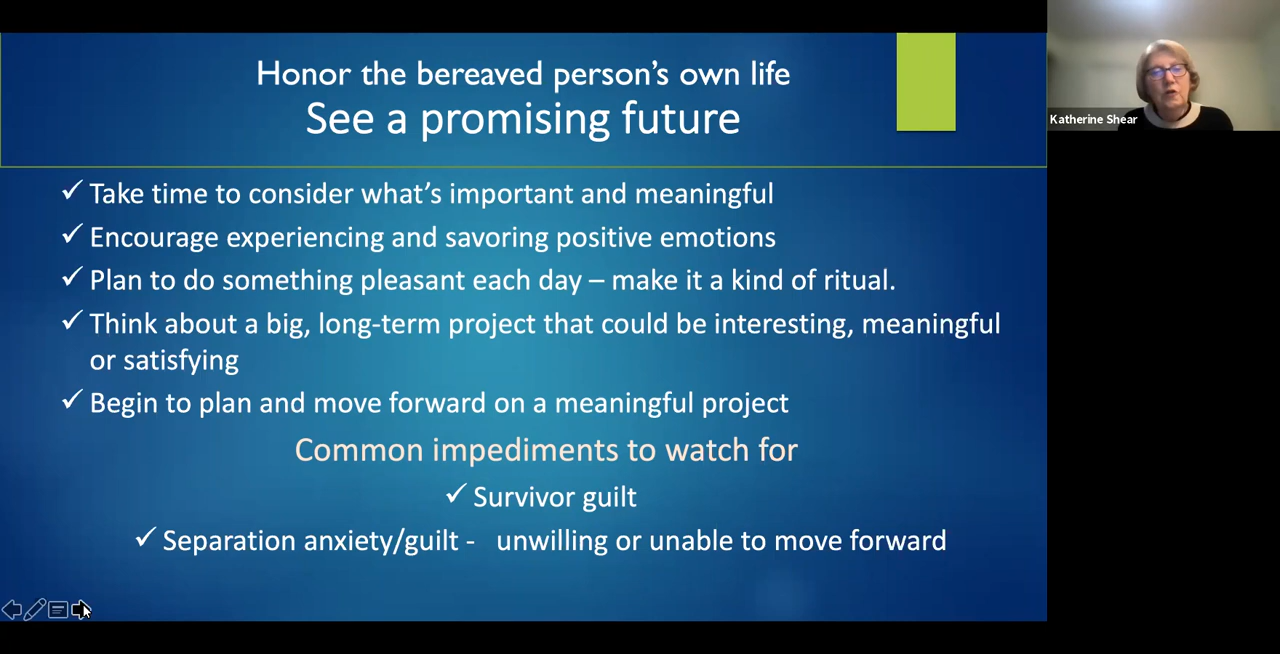 Honor the bereaved person’s own life
See a promising future
✓ Take time to consider what’s important and meaningful
✓ Encourage experiencing and savoring positive emotions
✓ Plan to do something pleasant each day – make it a kind of ritual.
✓ Think about a big, long-term project that could be interesting, meaningful
or satisfying
✓ Begin to plan and move forward on a meaningful project
Common impediments to watch for
✓ Survivor guilt
✓ Separation anxiety/guilt - unwilling or unable to move forward
Katherine Shear